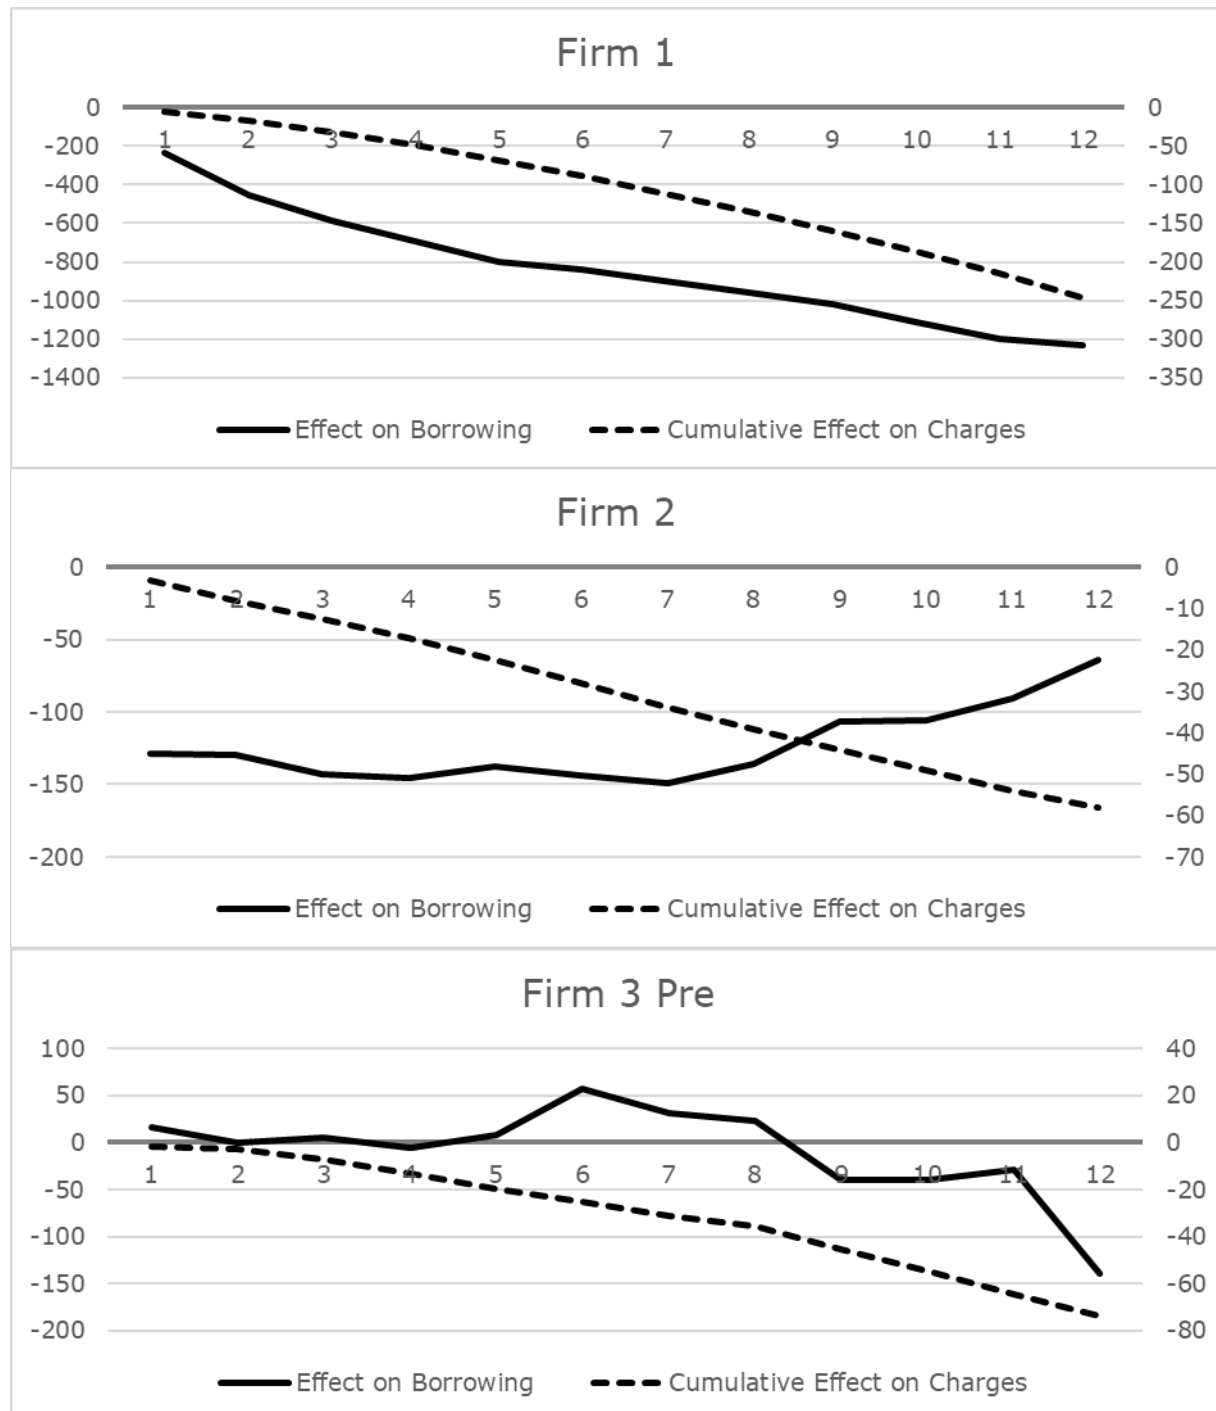 Firm 1
0 0
1 2 3 4 5 6 7 8 9 10 11 12
-200 -50
-400 -100
-600 -150
-800 -200
-1000 -250
-1200 -300
-1400 -350
Effect on Borrowing Cumulative Effect on Charges
Firm 2
0 0
1 2 3 4 5 6 7 8 9 10 11 12
-10
-50 -20
-30
-100 -40
-150 -50
-60
-200 -70
Effect on Borrowing Cumulative Effect on Charges
Firm 3 Pre
100 40
50 20
0 0
1 2 3 4 5 6 7 8 9 10 11 12
-50 -20
-100 -40
-150 -60
-200 -80
Effect on Borrowing Cumulative Effect on Charges